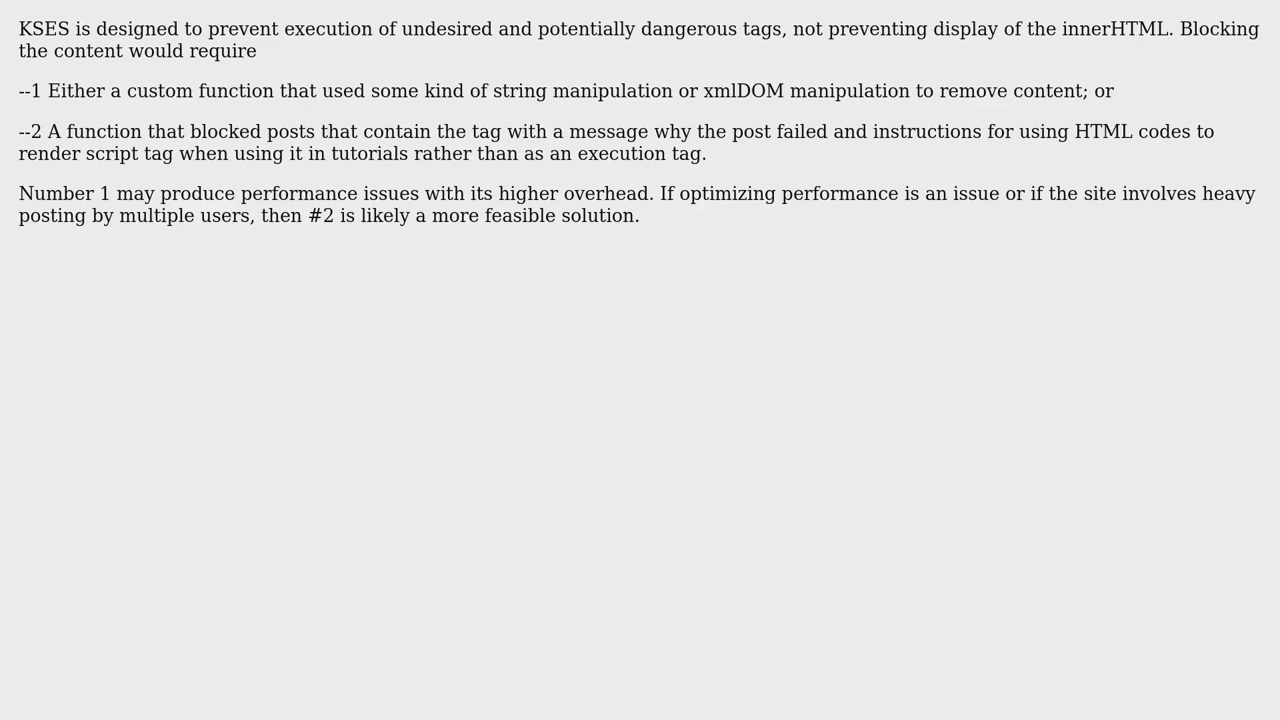 KSES is designed to prevent execution of undesired and potentially dangerous tags, not preventing display of the innerHTML. Blocking
the content would require
--1 Either a custom function that used some kind of string manipulation or xmlDOM manipulation to remove content; or
--2 A function that blocked posts that contain the tag with a message why the post failed and instructions for using HTML codes to
render script tag when using it in tutorials rather than as an execution tag.
Number 1 may produce performance issues with its higher overhead. If optimizing performance is an issue or if the site involves heavy
posting by multiple users, then #2 is likely a more feasible solution.